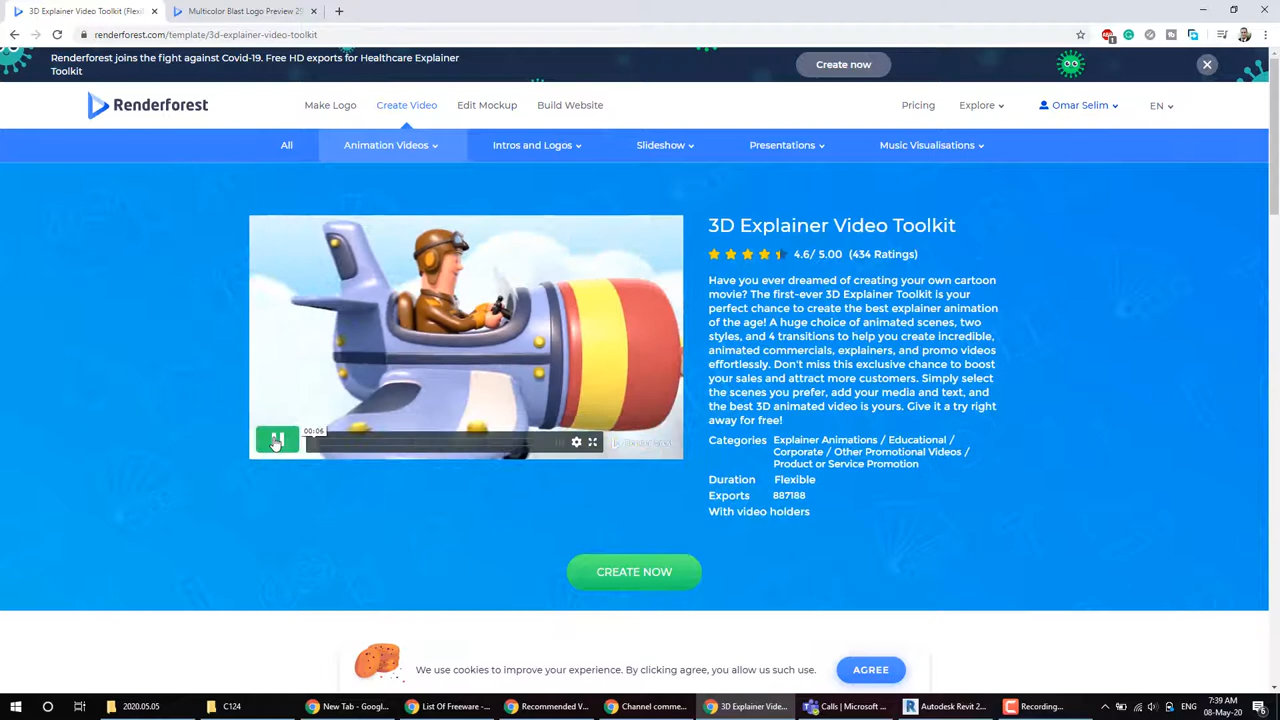 3D Explainer Video Toolkit (Flexi
Multicolor Blast Logo Preview 29
renderforest.com/template/3d-explainer-video-toolkit
1
Renderforest joins the fight against Covid-19. Free HD exports for Healthcare Explainer
Toolkit
Create now
Renderforest
Make Logo
Create Video
Edit Mockup
Build Website
Pricing
Explore
Omar Selim
EN
All
Animation Videos
Intros and Logos
Slideshow
Presentations
Music Visualisations
3D Explainer Video Toolkit
4.6/ 5.00 (434 Ratings)
Have you ever dreamed of creating your own cartoon
movie? The first-ever 3D Explainer Toolkit is your
perfect chance to create the best explainer animation
of the age! A huge choice of animated scenes, two
styles, and 4 transitions to help you create incredible,
animated commercials, explainers, and promo videos
effortlessly. Don't miss this exclusive chance to boost
your sales and attract more customers. Simply select
the scenes you prefer, add your media and text, and
the best 3D animated video is yours. Give it a try right
away for free!
Categories Explainer Animations / Educational /
Corporate / Other Promotional Videos /
Product or Service Promotion
Duration Flexible
Exports 887188
With video holders
00:06
CREATE NOW
We use cookies to improve your experience. By clicking agree, you allow us such use.
AGREE
2020.05.05
C124
New Tab - Googl...
List Of Freeware -...
Recommended V...
Channel comme...
3D Explainer Vide...
Calls | Microsoft ...
Autodesk Revit 2...
Recording...
7:39 AM
08-May-20
6